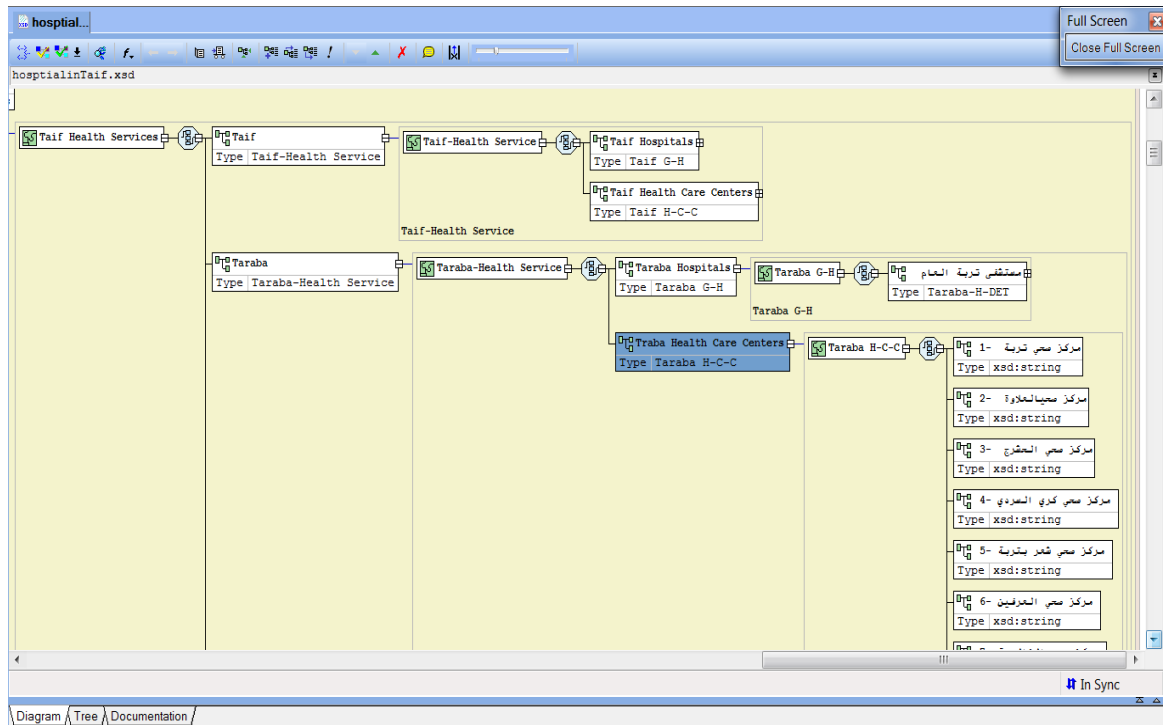 hosptial...
Full Screen
Close Full Screen
hosptialinTaif.xsd
Taif Health Services
Taif
Type Taif-Health Service
Taif-Health Service
Taif Hospitals
Type Taif G-H
Taif Health Care Centers
Type Taif H-C-C
Taif-Health Service
Taraba
Type Taraba-Health Service
Taraba-Health Service
Taraba Hospitals
Type Taraba G-H
Taraba G-H
مستشفى تربة العام
Type Taraba-H-DET
Taraba G-H
Traba Health Care Centers
Type Taraba H-C-C
Taraba H-C-C
1- مركز صحي تربة
Type xsd:string
2- مركز صحيالعلاوة
Type xsd:string
3- مركز صحي الحشرج
Type xsd:string
4- مركز صحي كري السردي
Type xsd:string
5- مركز صحي شعر بتربة
Type xsd:string
6- مركز صحي العرفين
Type xsd:string
In Sync
Diagram
Tree
Documentation